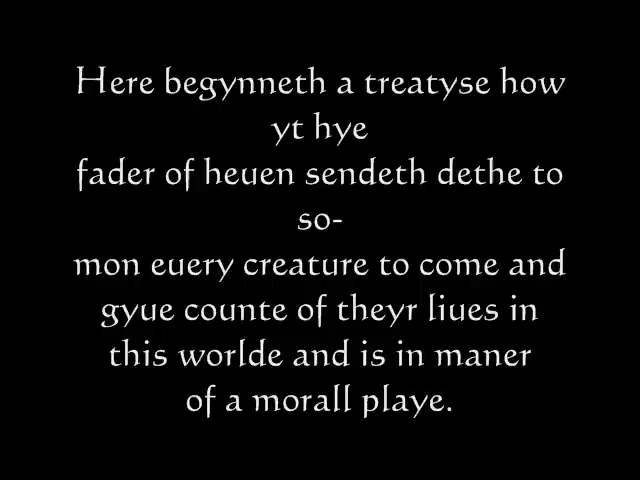 Here begynneth a treatyse how
yt hye
fader of heuen sendeth dethe to
so-
mon euery creature to come and
gyue counte of theyr liues in
this worlde and is in maner
of a morall playe.